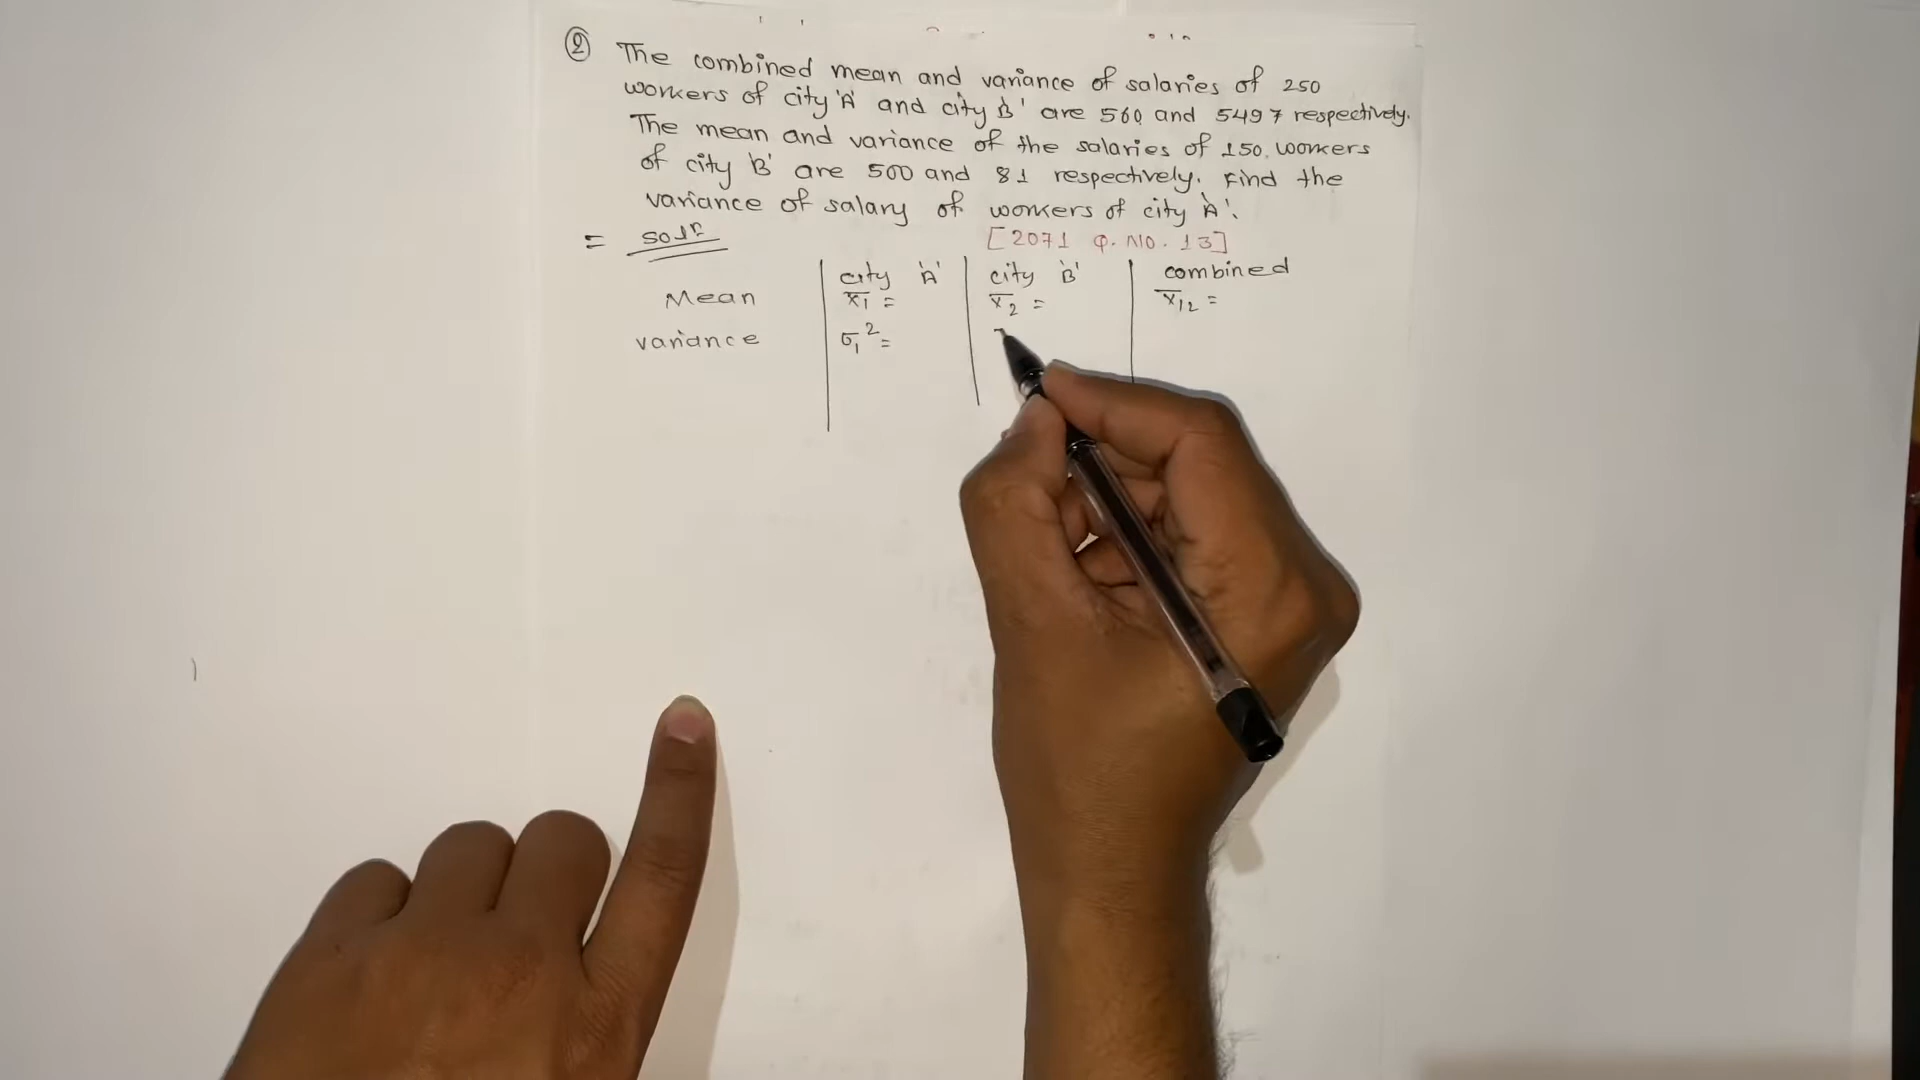 ② The combined mean and variance of salaries of 250
workers of city 'A' and city 'B' are 560 and 5497 respectively.
The mean and variance of the salaries of 150 workers
of city 'B' are 500 and 81 respectively. Find the
variance of salary of workers of city 'A'.
= Solⁿ
[2071 Q. NO. 13]
city 'A' city 'B' combined
Mean x̄₁ = x̄₂ = x̄₁₂ =
variance σ₁² =